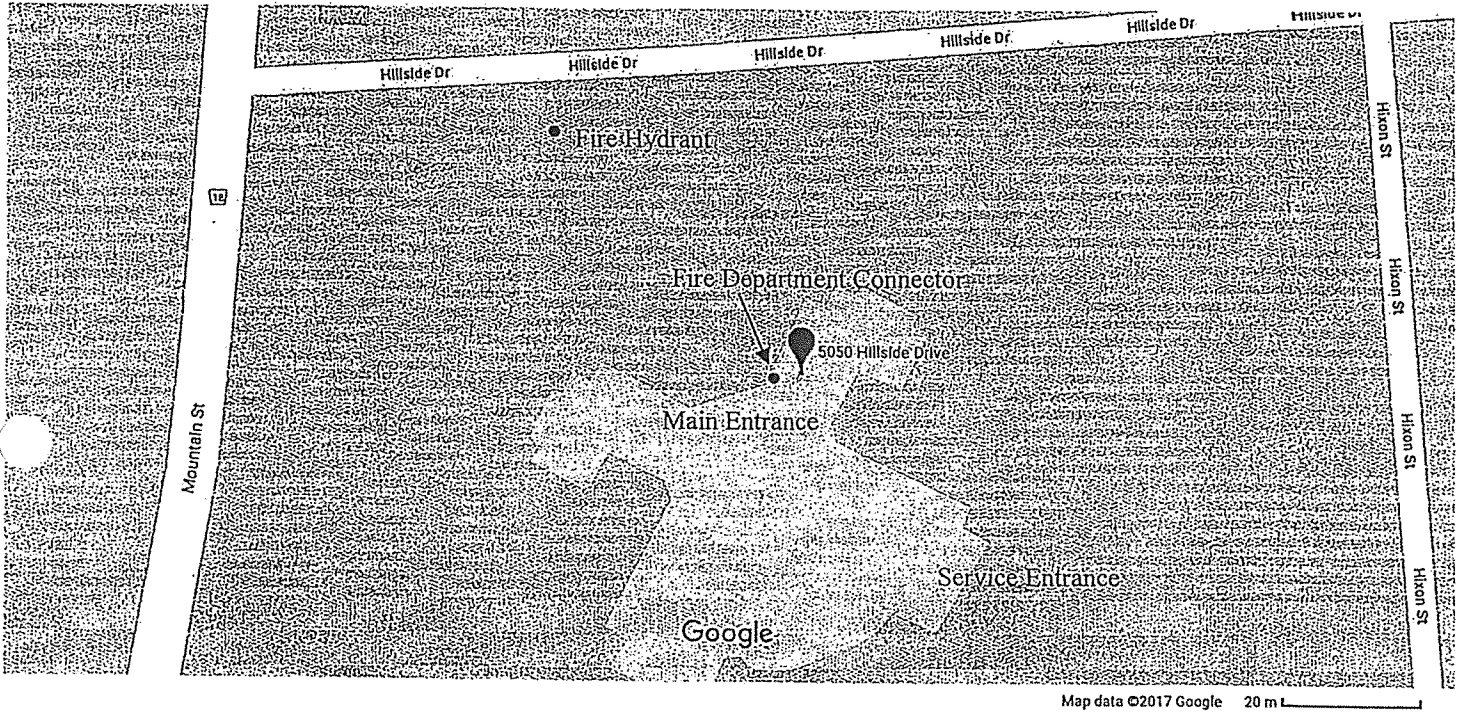 Hillside Dr
Hillside Dr
Hillside Dr
Hillside Dr
Hillside Dr
Hillside Dr
Hixon St
Fire Hydrant
Fire Department Connector
Hixon St
5050 Hillside Drive
Main Entrance
Mountain St
Hixon St
Service Entrance
Hixon St
Google
Map data ©2017 Google 20 m